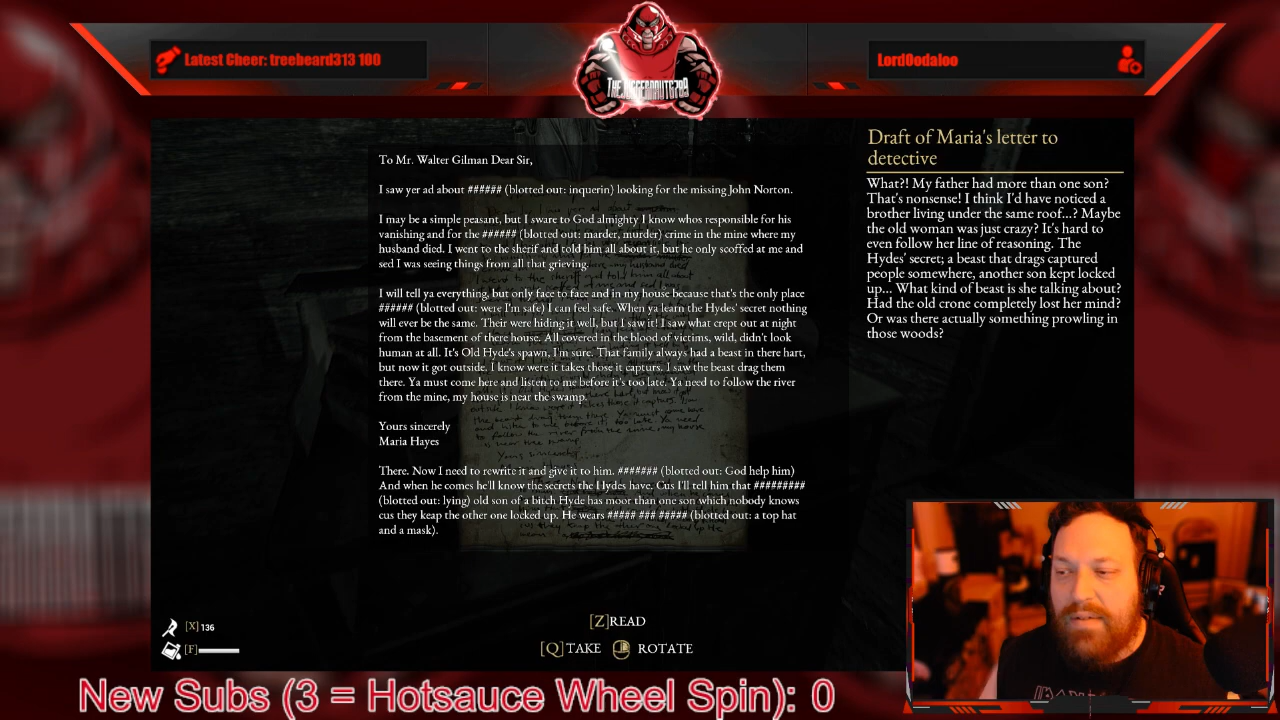 Latest Cheer: treebeard313 100
LordOodaloo
To Mr. Walter Gilman Dear Sir,
I saw yer ad about ###### (blotted out: inquerin) looking for the missing John Norton.
I may be a simple peasant, but I sware to God almighty I know whos responsible for his
vanishing and for the ###### (blotted out: marder, murder) crime in the mine where my
husband died. I went to the sherif and told him all about it, but he only scoffed at me and
sed I was seeing things from all that grieving.
I will tell ya everything, but only face to face and in my house because that's the only place
###### (blotted out: were I'm safe) I can feel safe. When ya learn the Hydes' secret nothing
will ever be the same. Their were hiding it well, but I saw it! I saw what crept out at night
from the basement of there house. All covered in the blood of victims, wild, didn't look
human at all. It's Old Hyde's spawn, I'm sure. That family always had a beast in there hart,
but now it got outside. I know were it takes those it capturs. I saw the beast drag them
there. Ya must come here and listen to me before it's too late. Ya need to follow the river
from the mine, my house is near the swamp.
Yours sincerely
Maria Hayes
There. Now I need to rewrite it and give it to him. ####### (blotted out: God help him)
And when he comes he'll know the secrets the Hydes have. Cus I'll tell him that #########
(blotted out: lying) old son of a bitch Hyde has moor than one son which nobody knows
cus they keap the other one locked up. He wears ##### ### ##### (blotted out: a top hat
and a mask).
Draft of Maria's letter to
detective
What?! My father had more than one son?
That's nonsense! I think I'd have noticed a
brother living under the same roof...? Maybe
the old woman was just crazy? It's hard to
even follow her line of reasoning. The
Hydes' secret; a beast that drags captured
people somewhere, another son kept locked
up... What kind of beast is she talking about?
Had the old crone completely lost her mind?
Or was there actually something prowling in
those woods?
[X] 136
[F]
[Z]READ
[Q] TAKE ROTATE
New Subs (3 = Hotsauce Wheel Spin): 0